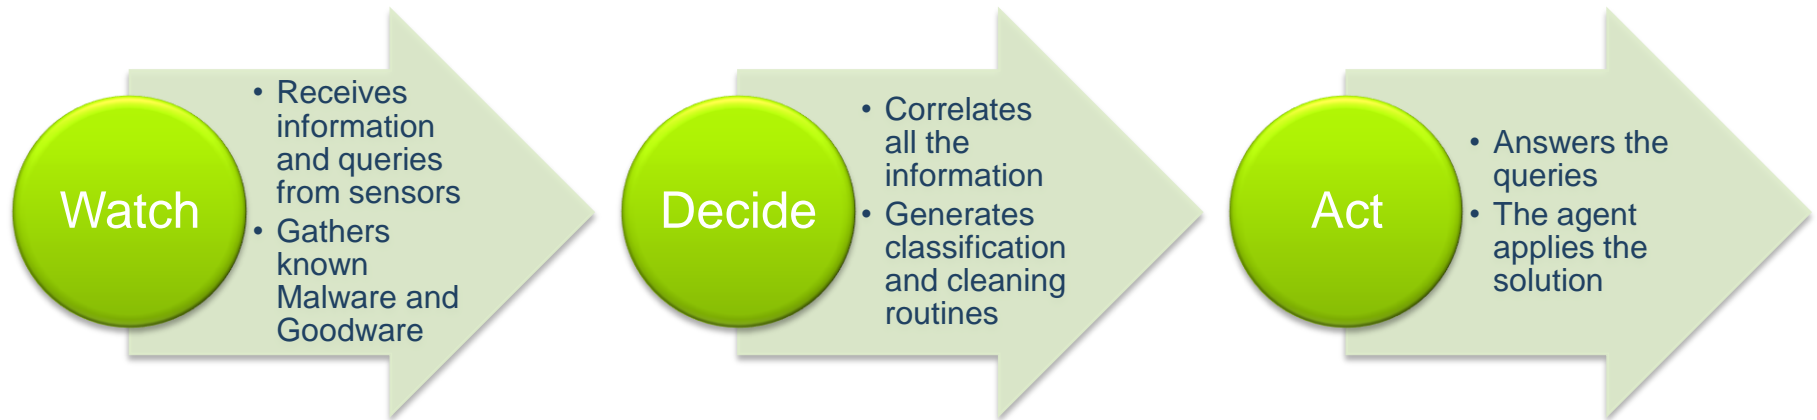 Watch
• Receives
information
and queries
from sensors
• Gathers
known
Malware and
Goodware
Decide
• Correlates
all the
information
• Generates
classification
and cleaning
routines
Act
• Answers the
queries
• The agent
applies the
solution